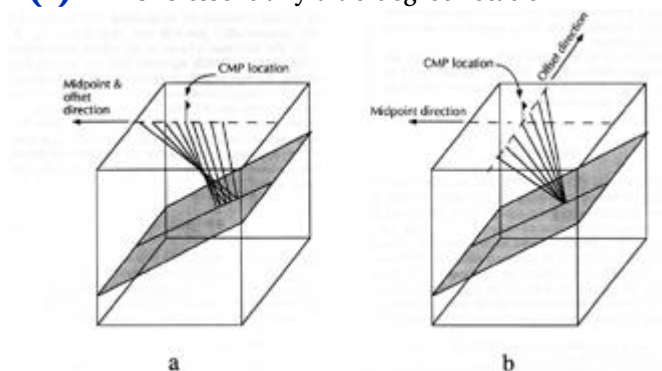 CMP location
Midpoint &
offset
direction
a
CMP location
Offset direction
Midpoint direction
b